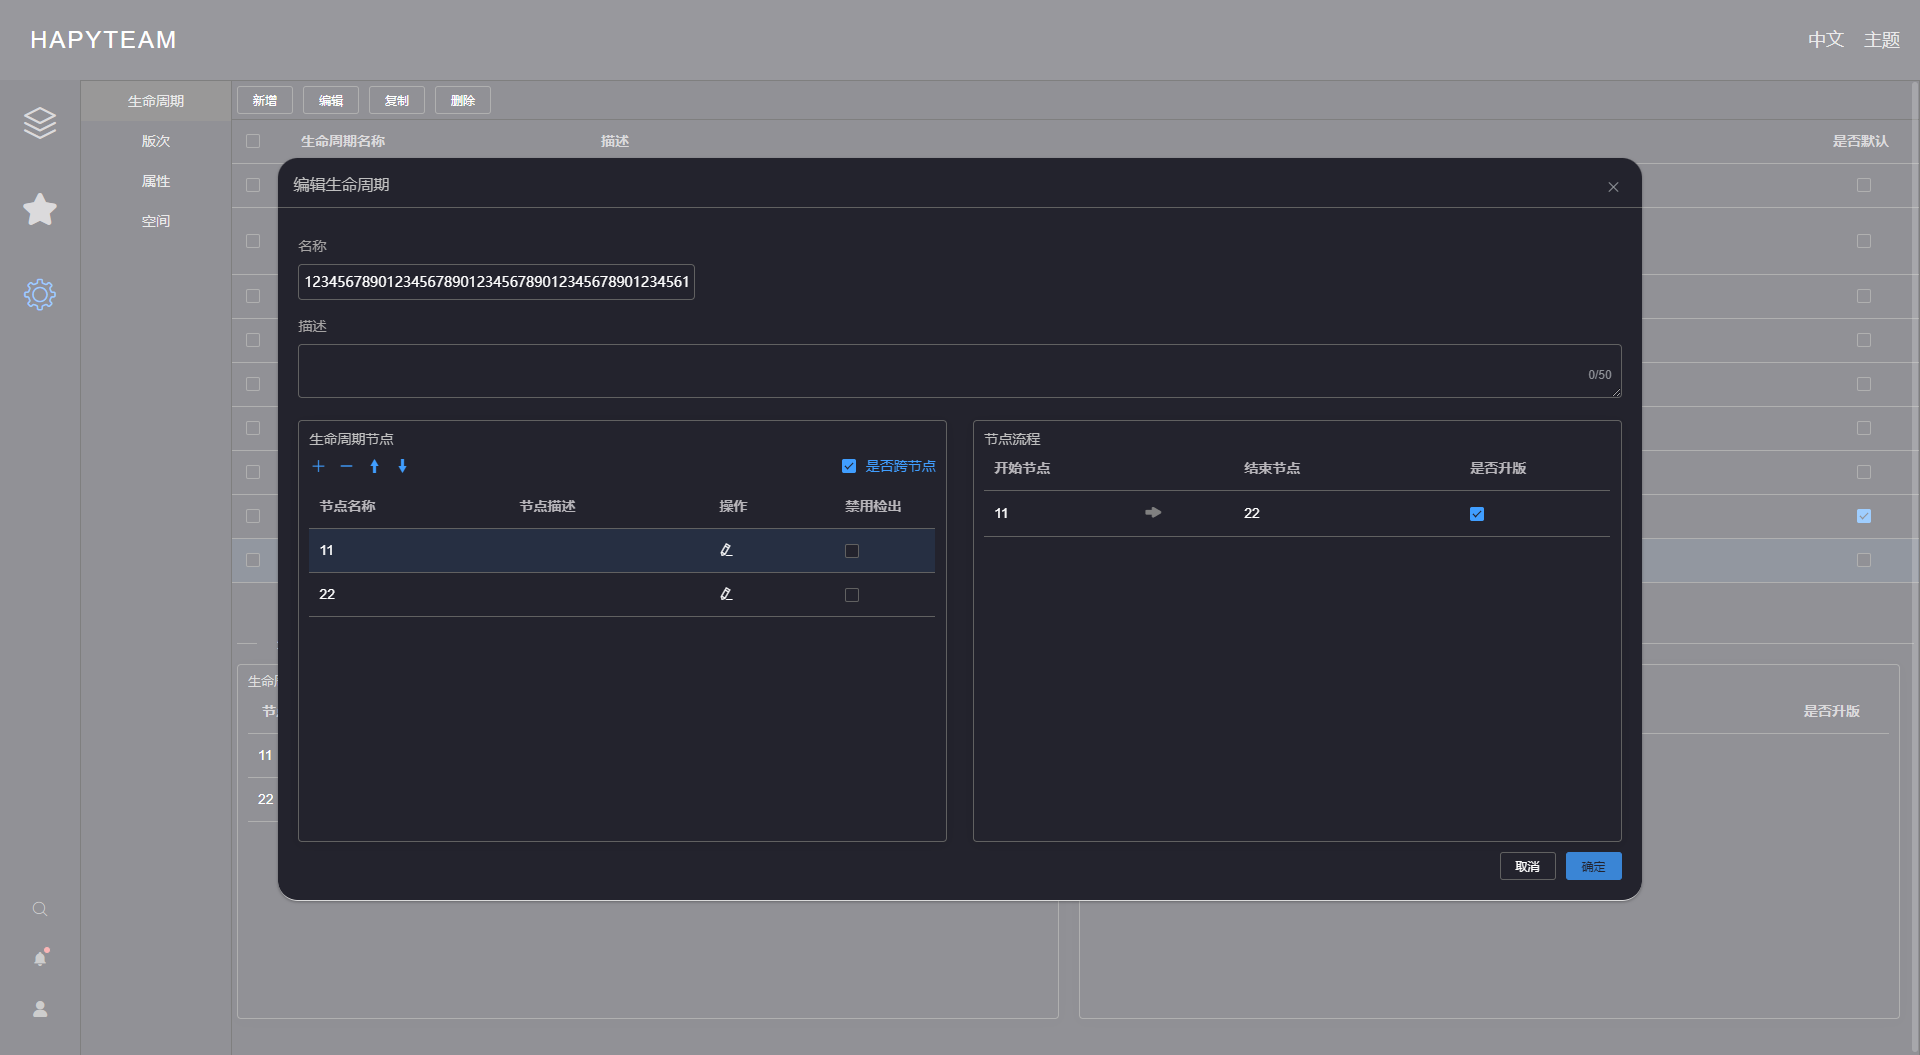 HAPYTEAM
中文 主题
生命周期
版次
属性
空间
新增 编辑 复制 删除
生命周期名称 描述 是否默认
编辑生命周期
名称
12345678901234567890123456789012345678901234561
描述
0/50
生命周期节点
是否跨节点
节点名称 节点描述 操作 禁用检出
11
22
节点流程
开始节点 结束节点 是否升版
11 22
取消 确定
生命
节
是否升版
11
22